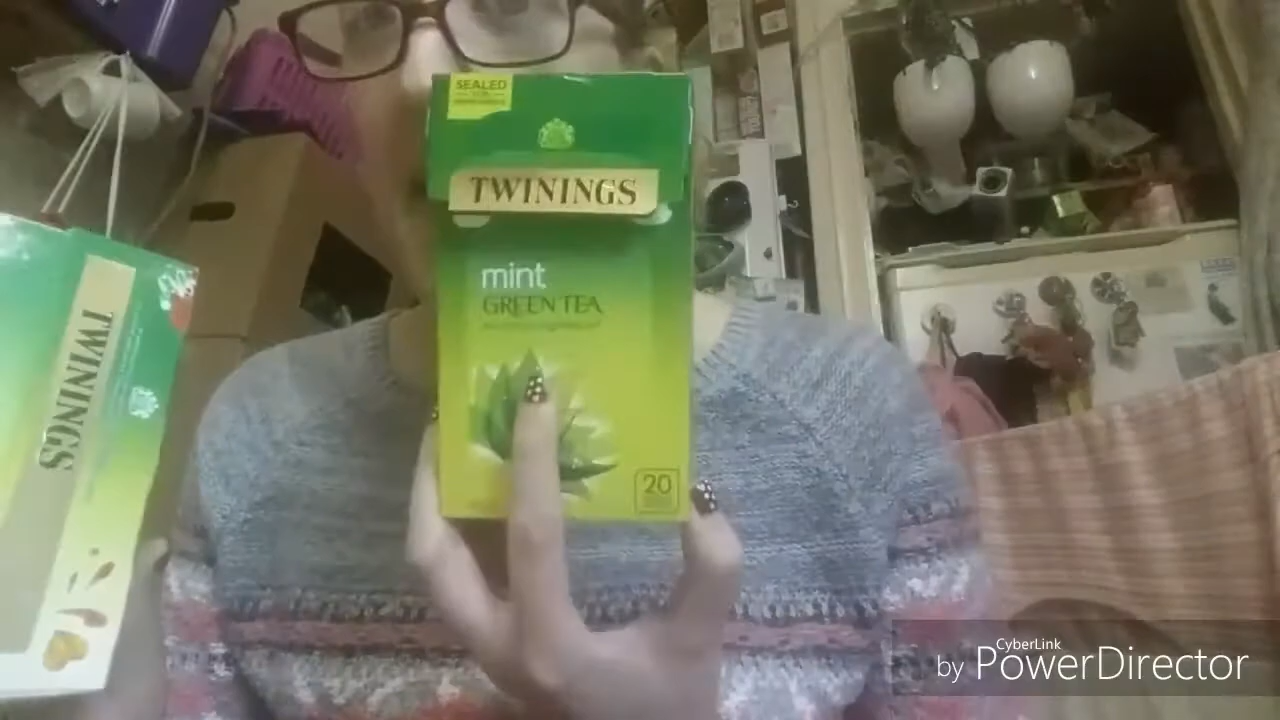 SEALED
TWININGS
mint
GREEN TEA
20
TWININGS
CyberLink
by PowerDirector